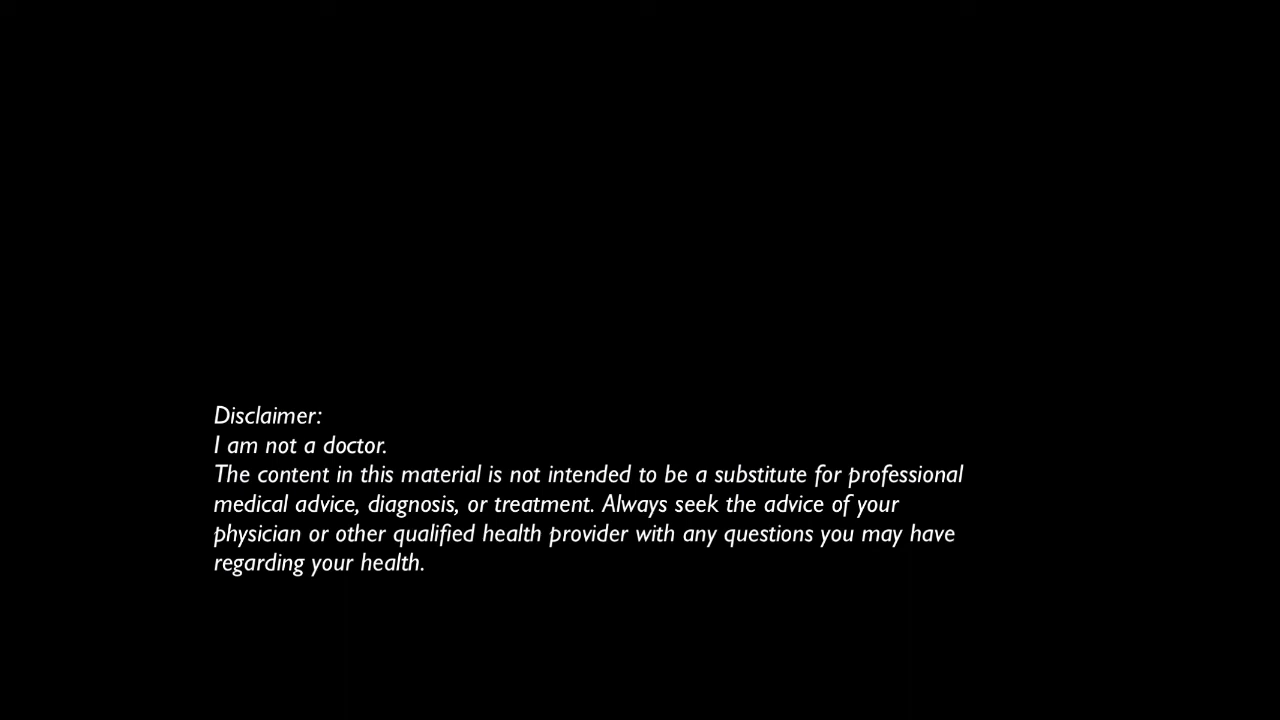 Disclaimer:
I am not a doctor.
The content in this material is not intended to be a substitute for professional
medical advice, diagnosis, or treatment. Always seek the advice of your
physician or other qualified health provider with any questions you may have
regarding your health.